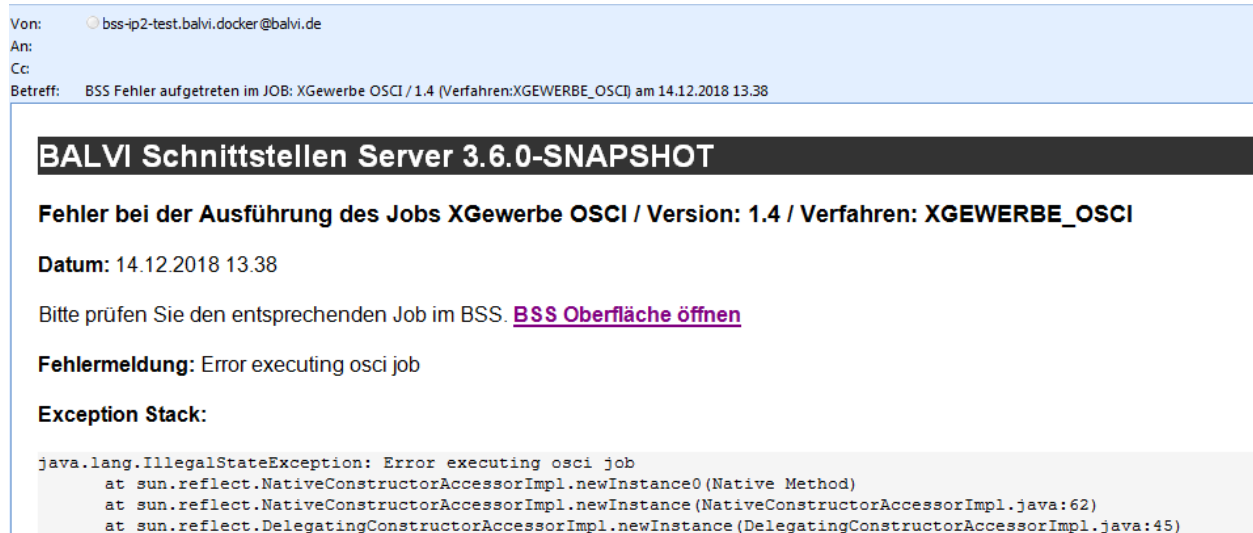 Von: bss-ip2-test.balvi.docker@balvi.de
An:
Cc:
Betreff: BSS Fehler aufgetreten im JOB: XGewerbe OSCI / 1.4 (Verfahren:XGEWERBE_OSCI) am 14.12.2018 13.38
BALVI Schnittstellen Server 3.6.0-SNAPSHOT
Fehler bei der Ausführung des Jobs XGewerbe OSCI / Version: 1.4 / Verfahren: XGEWERBE_OSCI
Datum: 14.12.2018 13.38
Bitte prüfen Sie den entsprechenden Job im BSS. BSS Oberfläche öffnen
Fehlermeldung: Error executing osci job
Exception Stack:
java.lang.IllegalStateException: Error executing osci job
at sun.reflect.NativeConstructorAccessorImpl.newInstance0(Native Method)
at sun.reflect.NativeConstructorAccessorImpl.newInstance(NativeConstructorAccessorImpl.java:62)
at sun.reflect.DelegatingConstructorAccessorImpl.newInstance(DelegatingConstructorAccessorImpl.java:45)